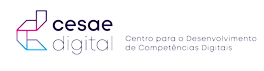 cesae
digital
Centro para o Desenvolvimento
de Competências Digitais